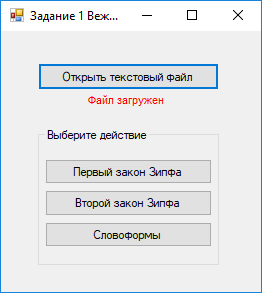 Задание 1 Веж...
Открыть текстовый файл
Файл загружен
Выберите действие
Первый закон Зипфа
Второй закон Зипфа
Словоформы